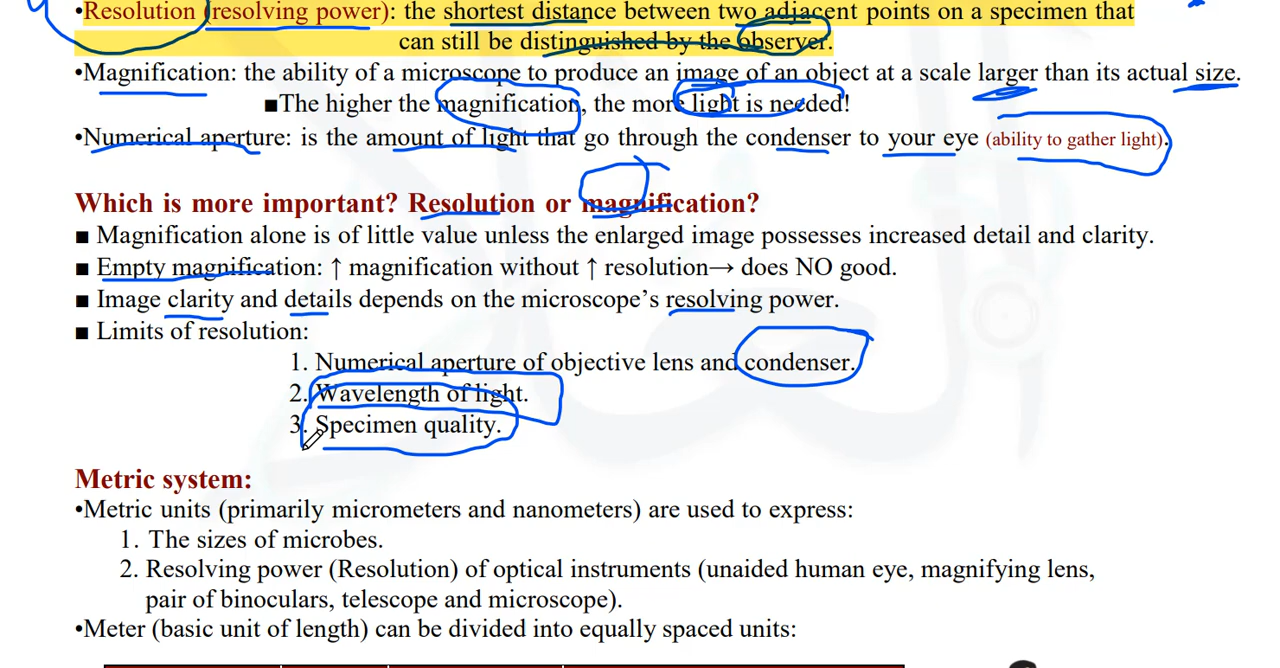 •Resolution (resolving power): the shortest distance between two adjacent points on a specimen that
can still be distinguished by the observer.
•Magnification: the ability of a microscope to produce an image of an object at a scale larger than its actual size.
■The higher the magnification, the more light is needed!
•Numerical aperture: is the amount of light that go through the condenser to your eye (ability to gather light).
Which is more important? Resolution or magnification?
■ Magnification alone is of little value unless the enlarged image possesses increased detail and clarity.
■ Empty magnification: ↑ magnification without ↑ resolution→ does NO good.
■ Image clarity and details depends on the microscope’s resolving power.
■ Limits of resolution:
1. Numerical aperture of objective lens and condenser.
2. Wavelength of light.
3. Specimen quality.
Metric system:
•Metric units (primarily micrometers and nanometers) are used to express:
1. The sizes of microbes.
2. Resolving power (Resolution) of optical instruments (unaided human eye, magnifying lens,
pair of binoculars, telescope and microscope).
•Meter (basic unit of length) can be divided into equally spaced units: